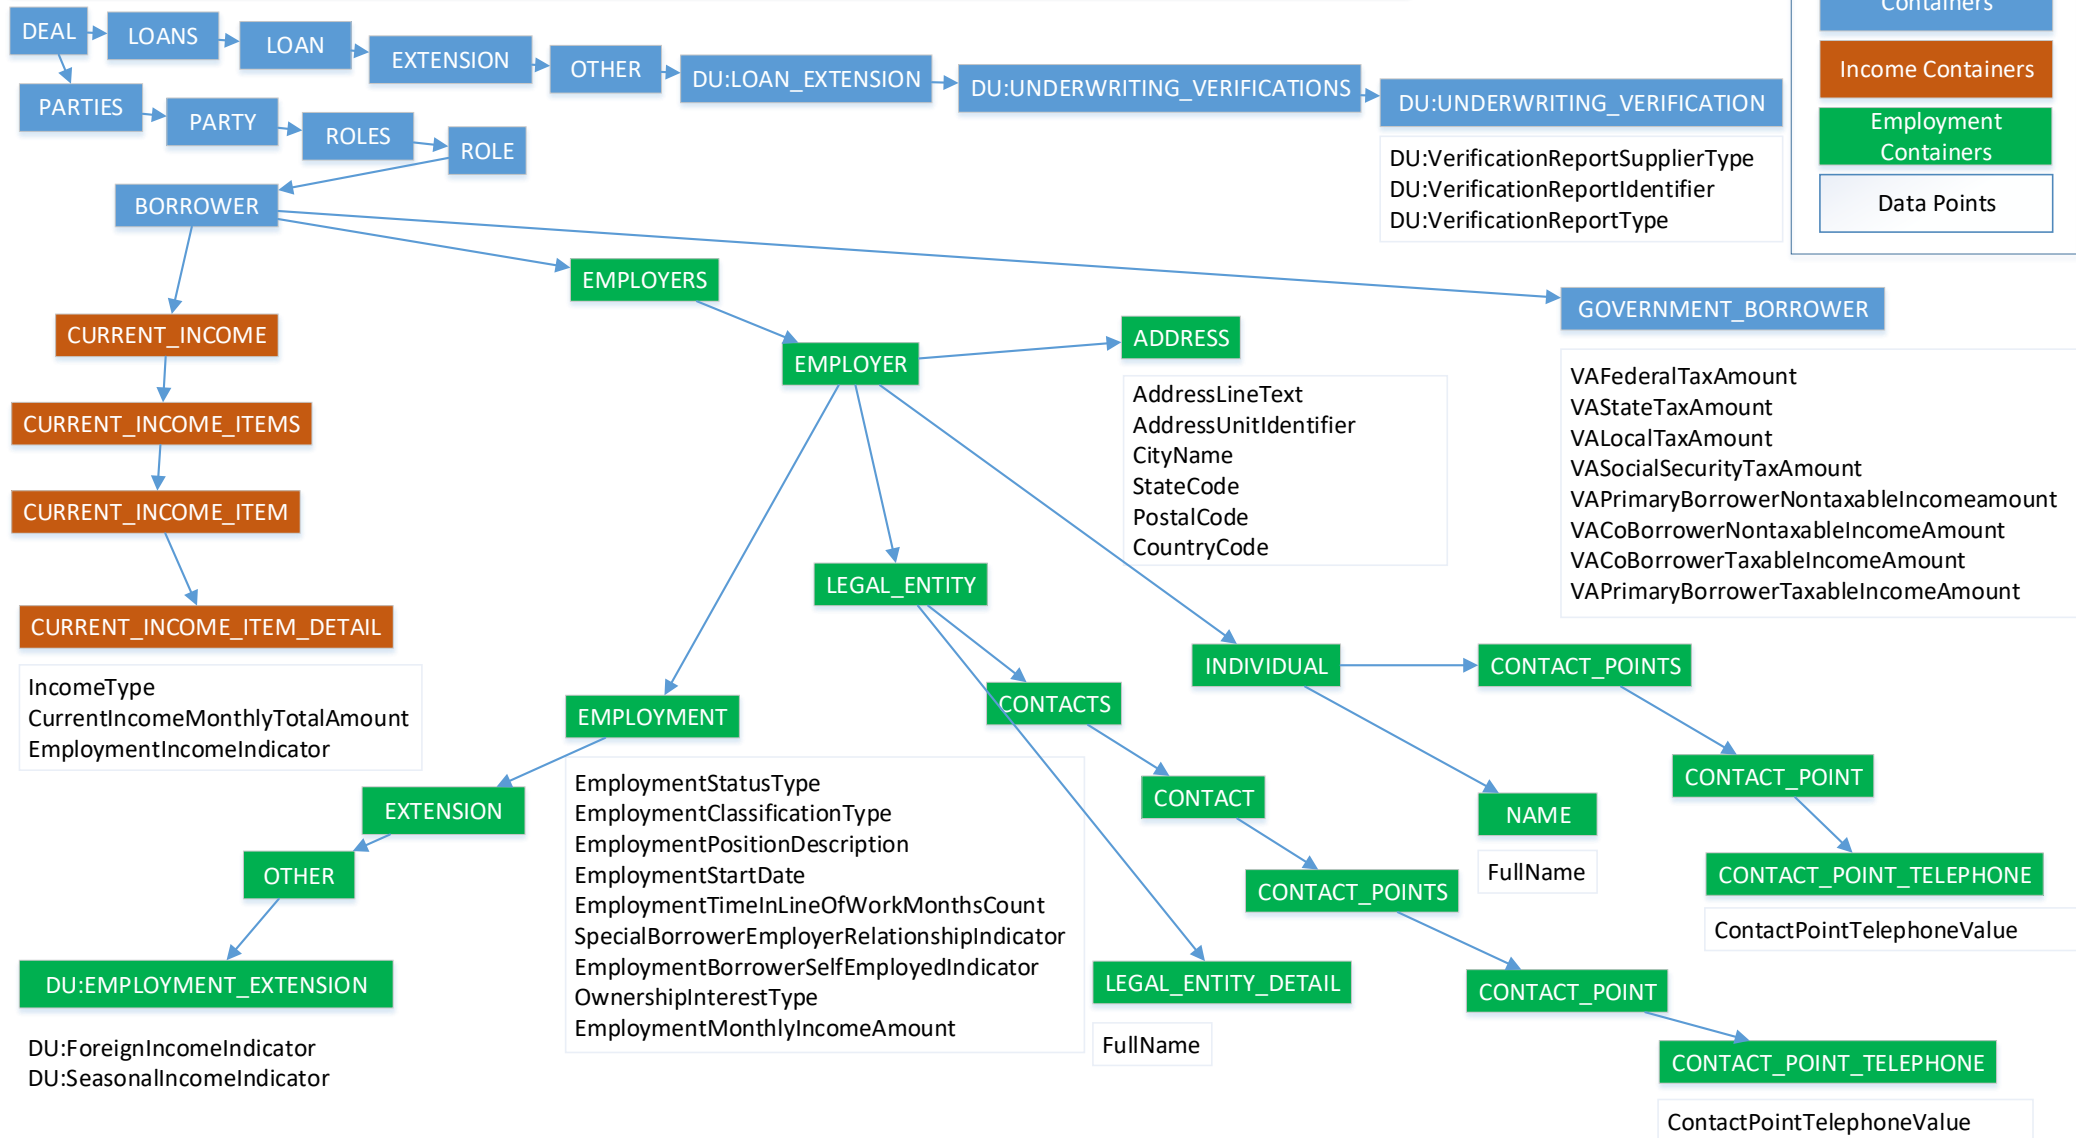 Containers
DEAL
LOANS
LOAN
EXTENSION
OTHER
DU:LOAN_EXTENSION
DU:UNDERWRITING_VERIFICATIONS
DU:UNDERWRITING_VERIFICATION
DU:VerificationReportSupplierType
DU:VerificationReportIdentifier
DU:VerificationReportType
Income Containers
Employment
Containers
Data Points
PARTIES
PARTY
ROLES
ROLE
BORROWER
CURRENT_INCOME
CURRENT_INCOME_ITEMS
CURRENT_INCOME_ITEM
CURRENT_INCOME_ITEM_DETAIL
IncomeType
CurrentIncomeMonthlyTotalAmount
EmploymentIncomeIndicator
EMPLOYERS
EMPLOYER
ADDRESS
AddressLineText
AddressUnitIdentifier
CityName
StateCode
PostalCode
CountryCode
GOVERNMENT_BORROWER
VAFederalTaxAmount
VAStateTaxAmount
VALocalTaxAmount
VASocialSecurityTaxAmount
VAPrimaryBorrowerNontaxableIncomeamount
VACoBorrowerNontaxableIncomeAmount
VACoBorrowerTaxableIncomeAmount
VAPrimaryBorrowerTaxableIncomeAmount
EMPLOYMENT
EmploymentStatusType
EmploymentClassificationType
EmploymentPositionDescription
EmploymentStartDate
EmploymentTimeInLineOfWorkMonthsCount
SpecialBorrowerEmployerRelationshipIndicator
EmploymentBorrowerSelfEmployedIndicator
OwnershipInterestType
EmploymentMonthlyIncomeAmount
EXTENSION
OTHER
DU:EMPLOYMENT_EXTENSION
DU:ForeignIncomeIndicator
DU:SeasonalIncomeIndicator
LEGAL_ENTITY
CONTACTS
CONTACT
CONTACT_POINTS
CONTACT_POINT
CONTACT_POINT_TELEPHONE
ContactPointTelephoneValue
LEGAL_ENTITY_DETAIL
FullName
INDIVIDUAL
NAME
FullName
CONTACT_POINTS
CONTACT_POINT
CONTACT_POINT_TELEPHONE
ContactPointTelephoneValue